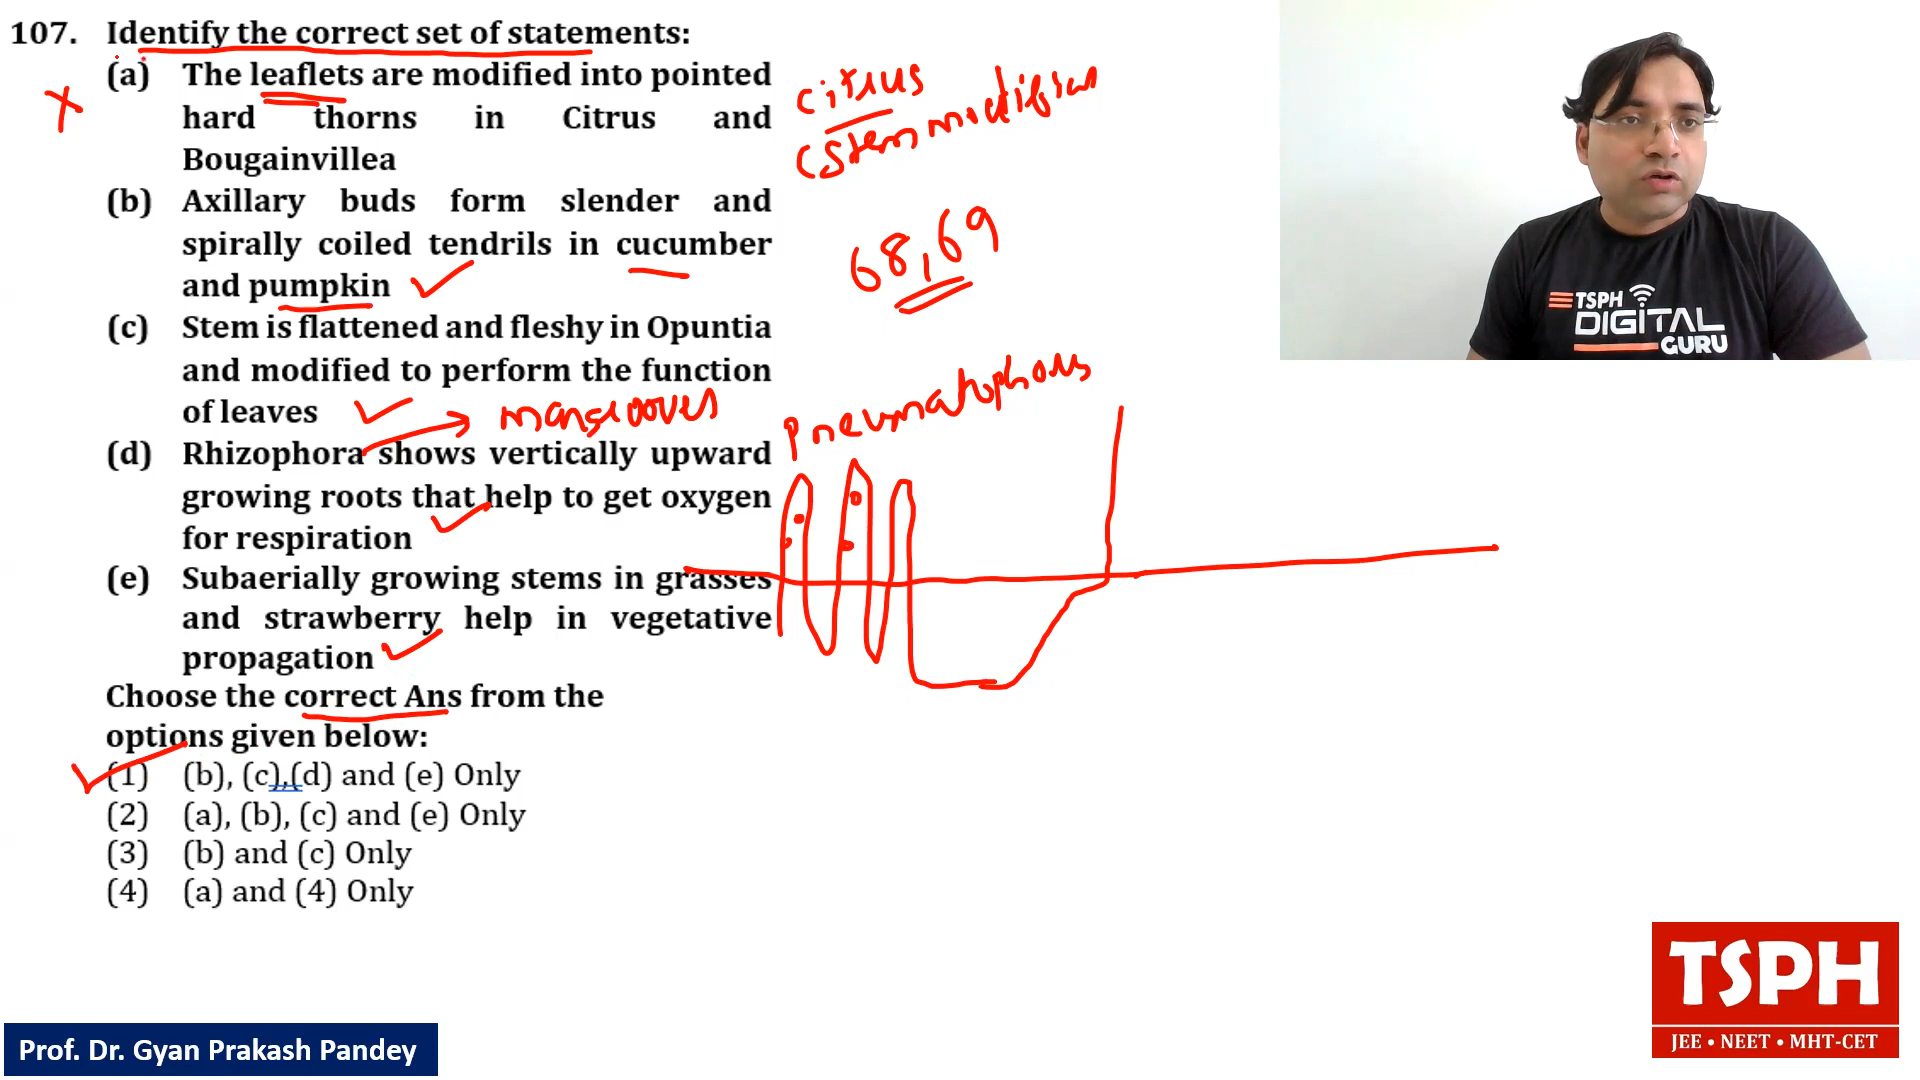 107. Identify the correct set of statements:
(a) The leaflets are modified into pointed
hard thorns in Citrus and
Bougainvillea
(b) Axillary buds form slender and
spirally coiled tendrils in cucumber
and pumpkin
(c) Stem is flattened and fleshy in Opuntia
and modified to perform the function
of leaves
(d) Rhizophora shows vertically upward
growing roots that help to get oxygen
for respiration
(e) Subaerially growing stems in grasses
and strawberry help in vegetative
propagation
Choose the correct Ans from the
options given below:
(1) (b), (c),(d) and (e) Only
(2) (a), (b), (c) and (e) Only
(3) (b) and (c) Only
(4) (a) and (4) Only
citrus
(Stem
68,69
mangrooves
Pneumatophores
TSPH
DIGITAL
GURU
TSPH
JEE • NEET • MHT-CET
Prof. Dr. Gyan Prakash Pandey